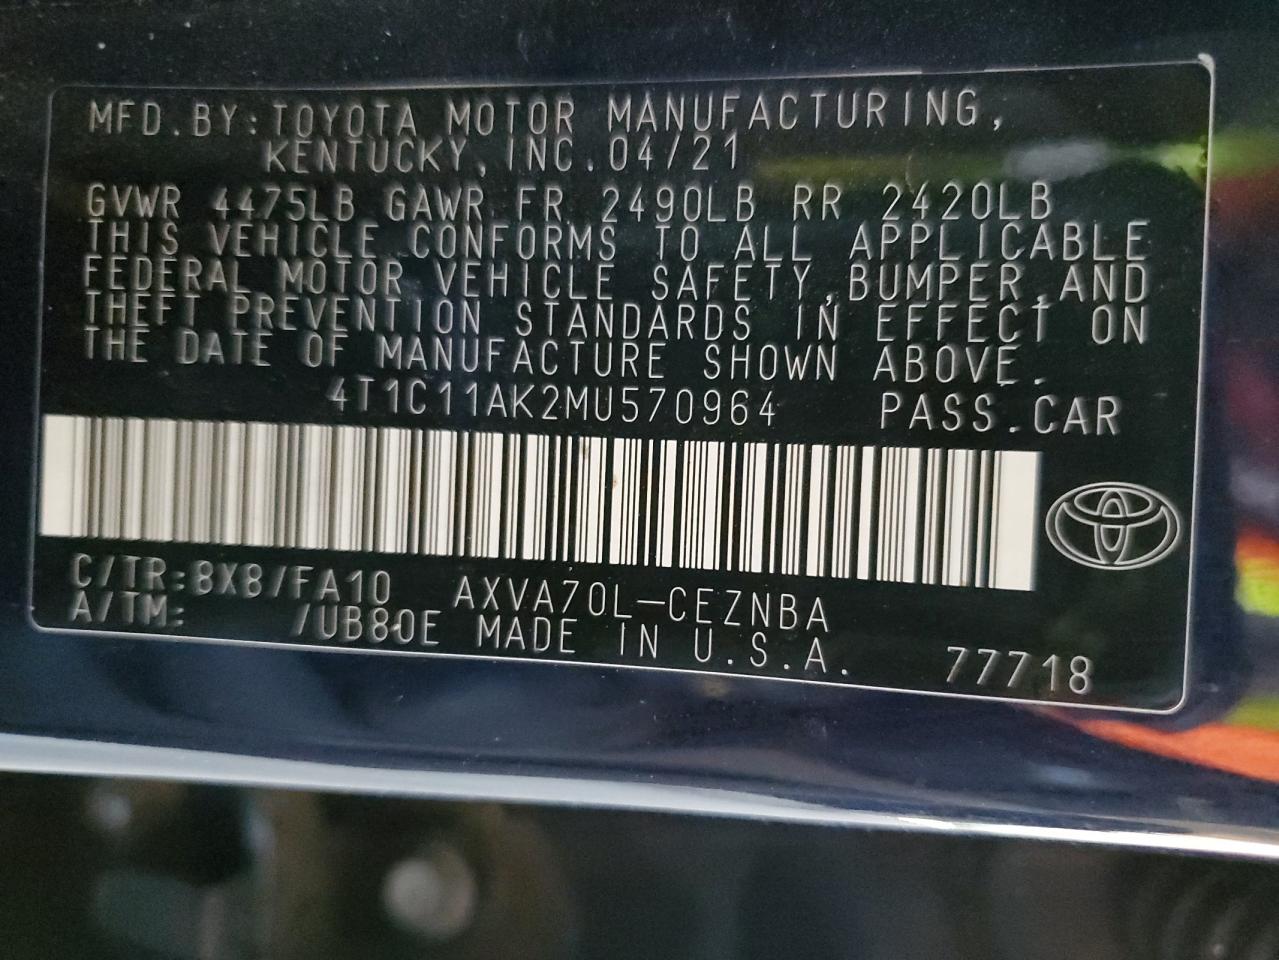 MFD.BY:TOYOTA MOTOR MANUFACTURING,
KENTUCKY, INC.04/21
GVWR 4475LB GAWR FR 2490LB RR 2420LB
THIS VEHICLE CONFORMS TO ALL APPLICABLE
FEDERAL MOTOR VEHICLE SAFETY,BUMPER,AND
THEFT PREVENTION STANDARDS IN EFFECT ON
THE DATE OF MANUFACTURE SHOWN ABOVE.
4T1C11AK2MU570964 PASS.CAR
C/TR:8X8/FA10 AXVA70L-CEZNBA
A/TM: /UB80E MADE IN U.S.A. 77718